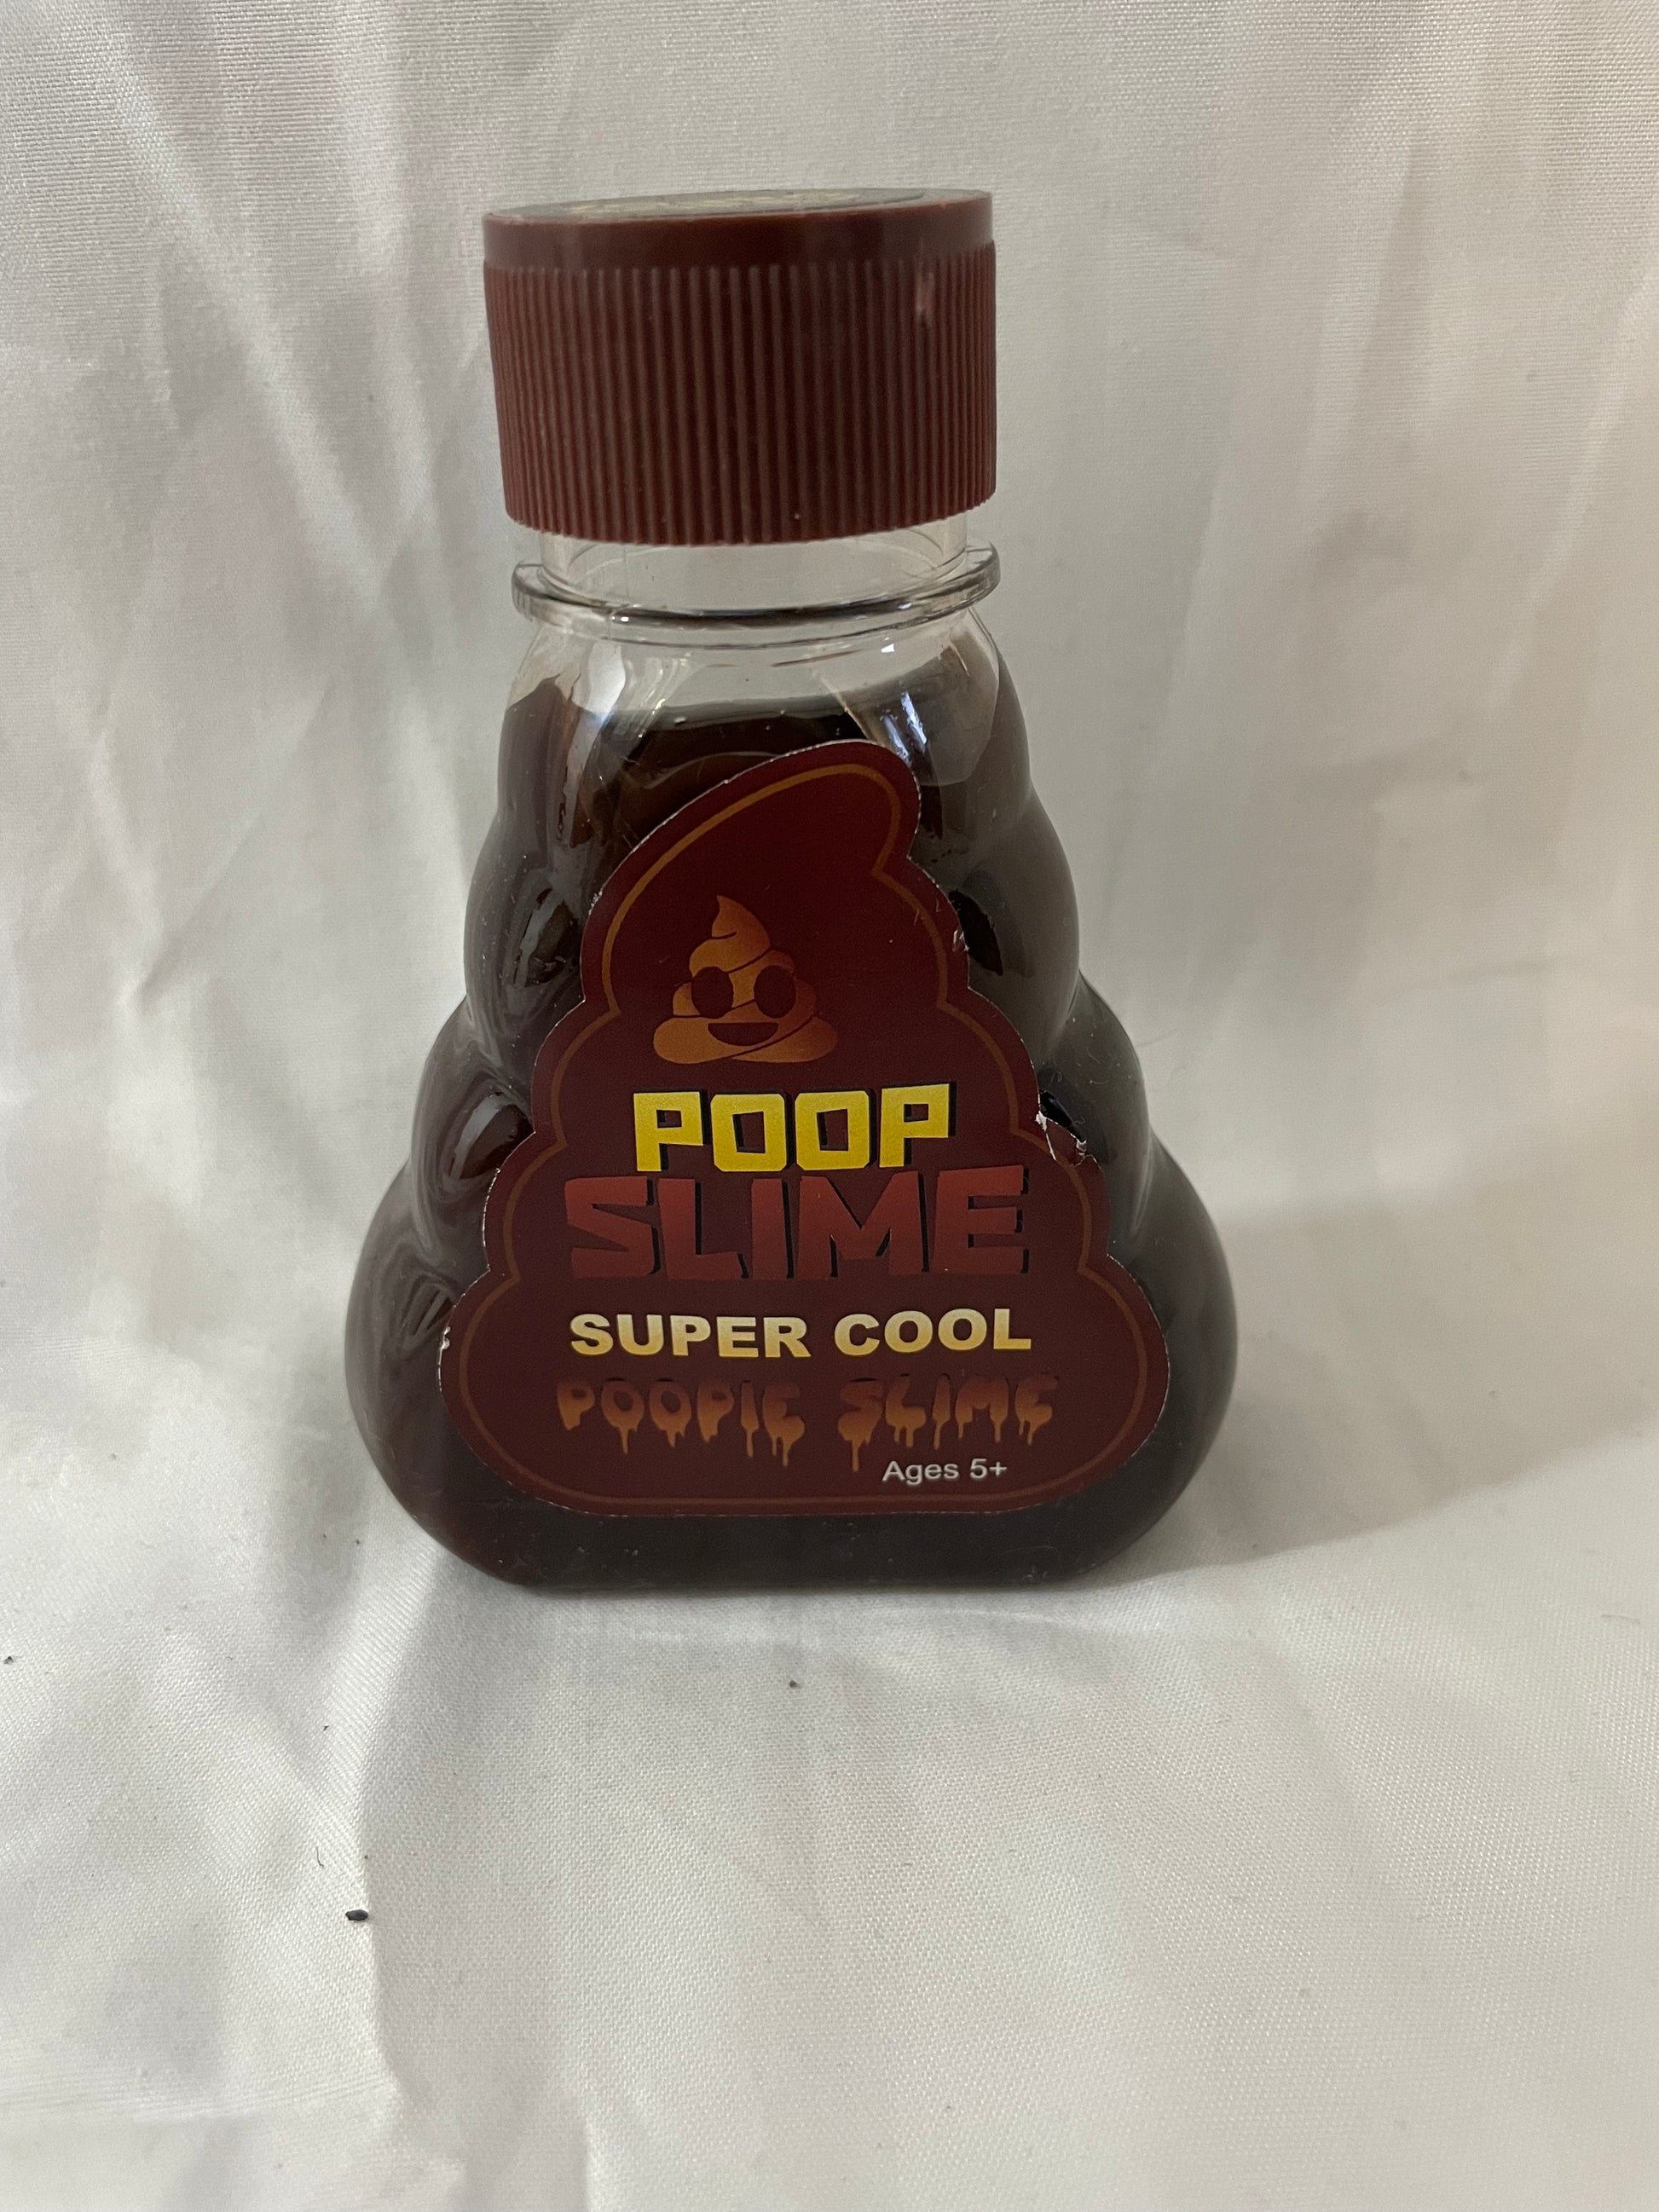 POOP
SLIME
SUPER COOL
POOPIE SLIME
Ages 5+